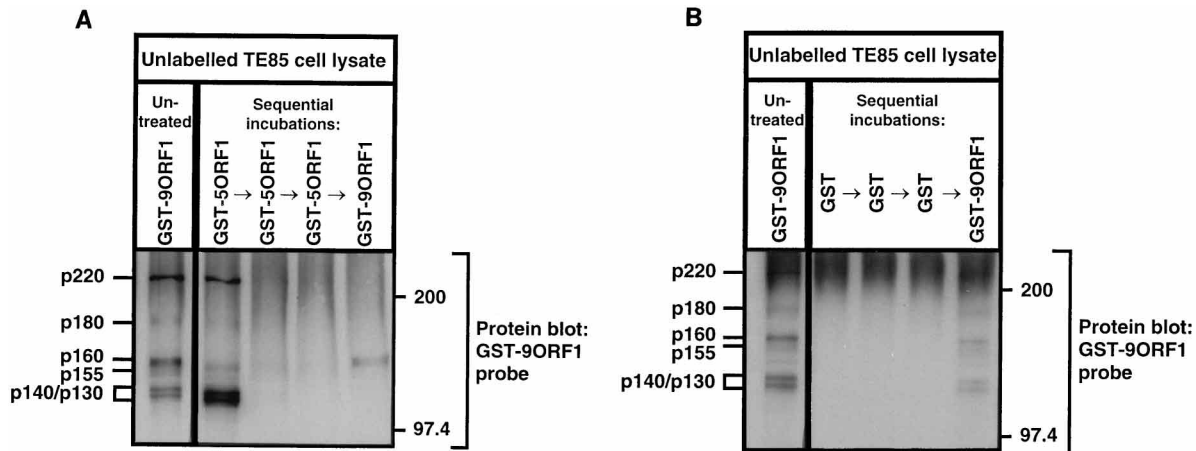 A
Unlabelled TE85 cell lysate
Un-
treated
Sequential
incubations:
GST-9ORF1
GST-5ORF1 → GST-5ORF1 → GST-5ORF1 → GST-9ORF1
p220
p180
p160
p155
p140/p130
200
97.4
Protein blot:
GST-9ORF1
probe
B
Unlabelled TE85 cell lysate
Un-
treated
Sequential
incubations:
GST-9ORF1
GST → GST → GST → GST-9ORF1
p220
p180
p160
p155
p140/p130
200
97.4
Protein blot:
GST-9ORF1
probe